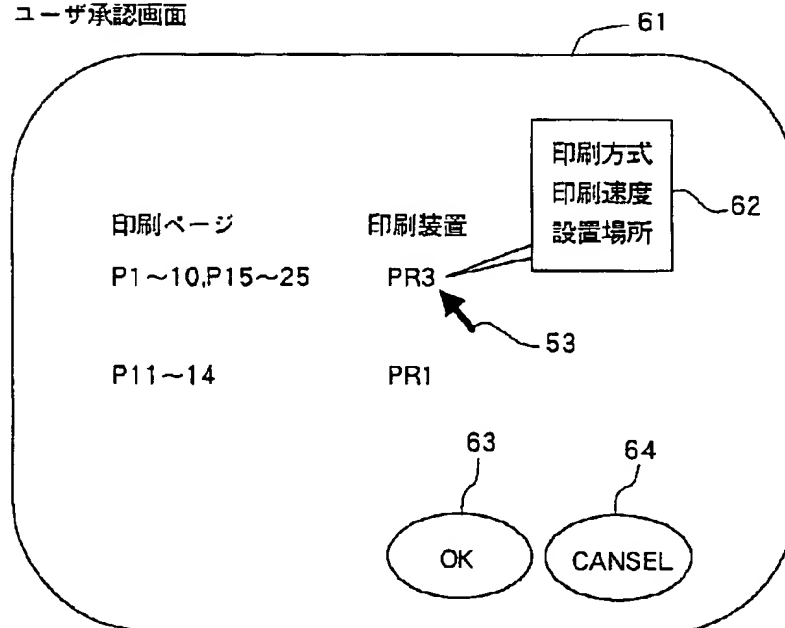 ユーザ承認画面
61
印刷方式
印刷速度
設置場所
62
印刷ページ 印刷装置
P1～10,P15～25 PR3
53
P11～14 PR1
63
64
OK
CANSEL